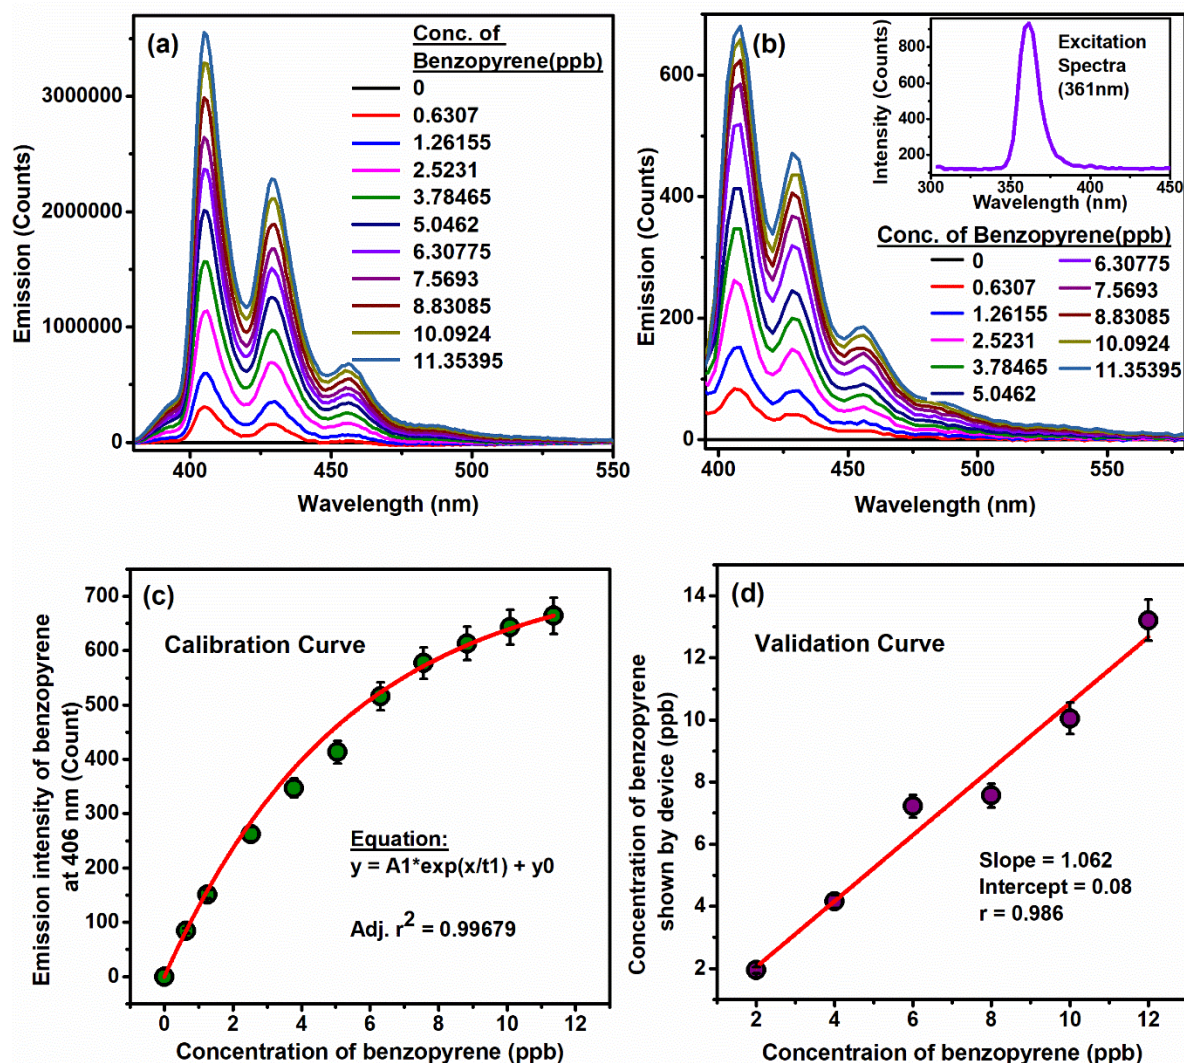 (a)
Conc. of
Benzopyrene(ppb)
0
0.6307
1.26155
2.5231
3.78465
5.0462
6.30775
7.5693
8.83085
10.0924
11.35395
3000000
2000000
1000000
0
Emission (Counts)
400
450
500
550
Wavelength (nm)
(b)
600
400
200
0
Emission (Counts)
400
450
500
550
Wavelength (nm)
Excitation
Spectra
(361nm)
800
600
400
200
Intensity (Counts)
300
350
400
450
Wavelength (nm)
Conc. of Benzopyrene(ppb)
0
0.6307
1.26155
2.5231
3.78465
5.0462
6.30775
7.5693
8.83085
10.0924
11.35395
(c)
Calibration Curve
700
600
500
400
300
200
100
0
Emission intensity of benzopyrene
at 406 nm (Count)
Equation:
y = A1*exp(x/t1) + y0
Adj. r2 = 0.99679
0
2
4
6
8
10
12
Concentration of benzopyrene (ppb)
(d)
Validation Curve
14
12
10
8
6
4
2
Concentration of benzopyrene
shown by device (ppb)
Slope = 1.062
Intercept = 0.08
r = 0.986
2
4
6
8
10
12
Concentraion of benzopyrene (ppb)